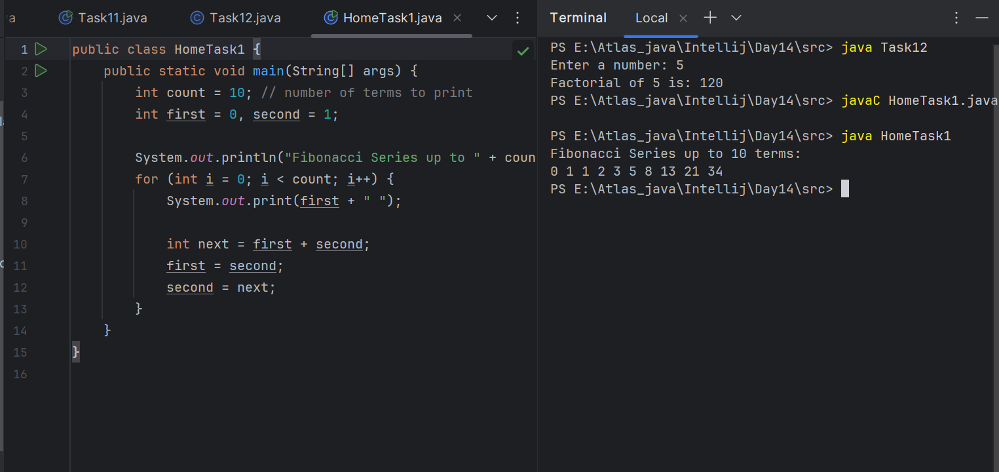 Task11.java Task12.java HomeTask1.java
1 public class HomeTask1 {
2 public static void main(String[] args) {
3 int count = 10; // number of terms to print
4 int first = 0, second = 1;
5
6 System.out.println("Fibonacci Series up to " + coun
7 for (int i = 0; i < count; i++) {
8 System.out.print(first + " ");
9
10 int next = first + second;
11 first = second;
12 second = next;
13 }
14 }
15 }
16
Terminal Local
PS E:\Atlas_java\Intellij\Day14\src> java Task12
Enter a number: 5
Factorial of 5 is: 120
PS E:\Atlas_java\Intellij\Day14\src> javaC HomeTask1.java
PS E:\Atlas_java\Intellij\Day14\src> java HomeTask1
Fibonacci Series up to 10 terms:
0 1 1 2 3 5 8 13 21 34
PS E:\Atlas_java\Intellij\Day14\src>